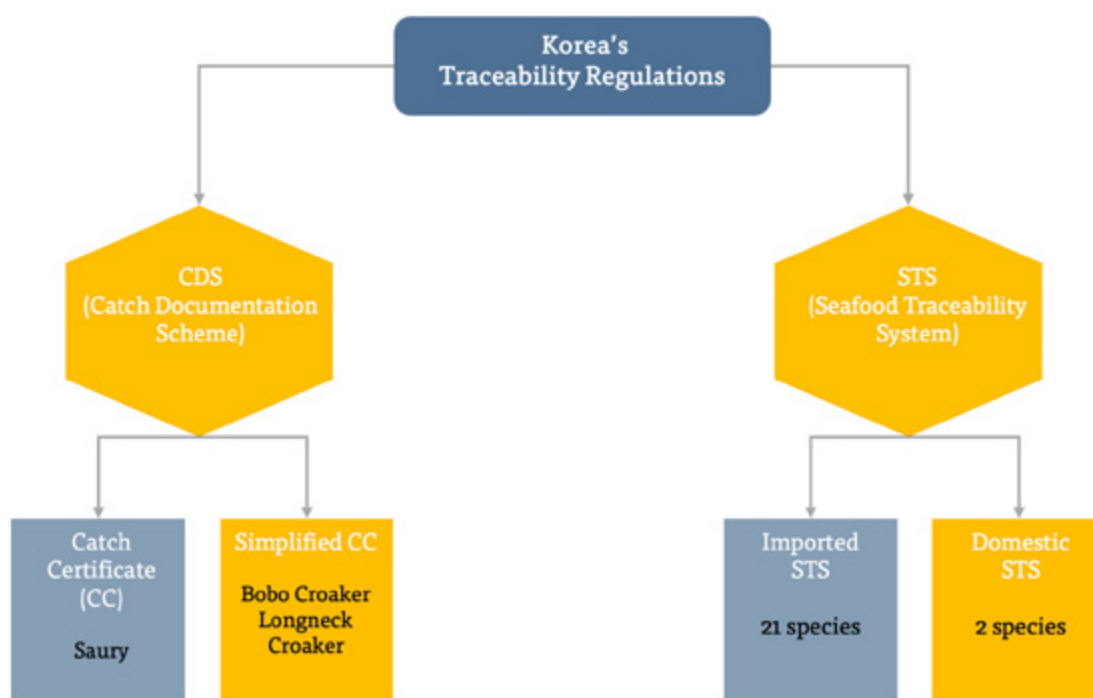 Korea's
Traceability Regulations
CDS
(Catch Documentation
Scheme)
STS
(Seafood Traceability
System)
Catch
Certificate
(CC)
Saury
Simplified CC
Bobo Croaker
Longneck
Croaker
Imported
STS
21 species
Domestic
STS
2 species